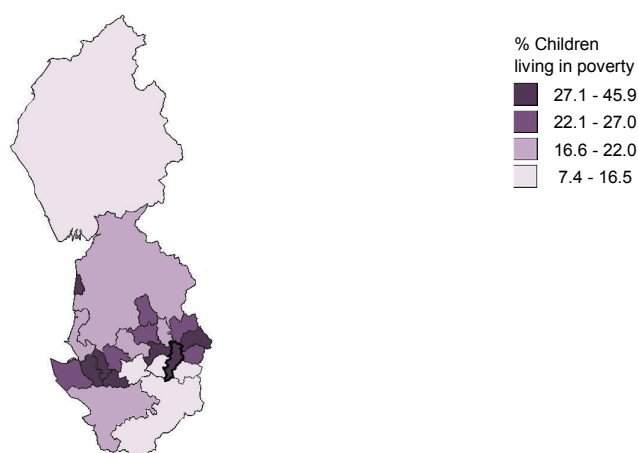 % Children
living in poverty
27.1 - 45.9
22.1 - 27.0
16.6 - 22.0
7.4 - 16.5